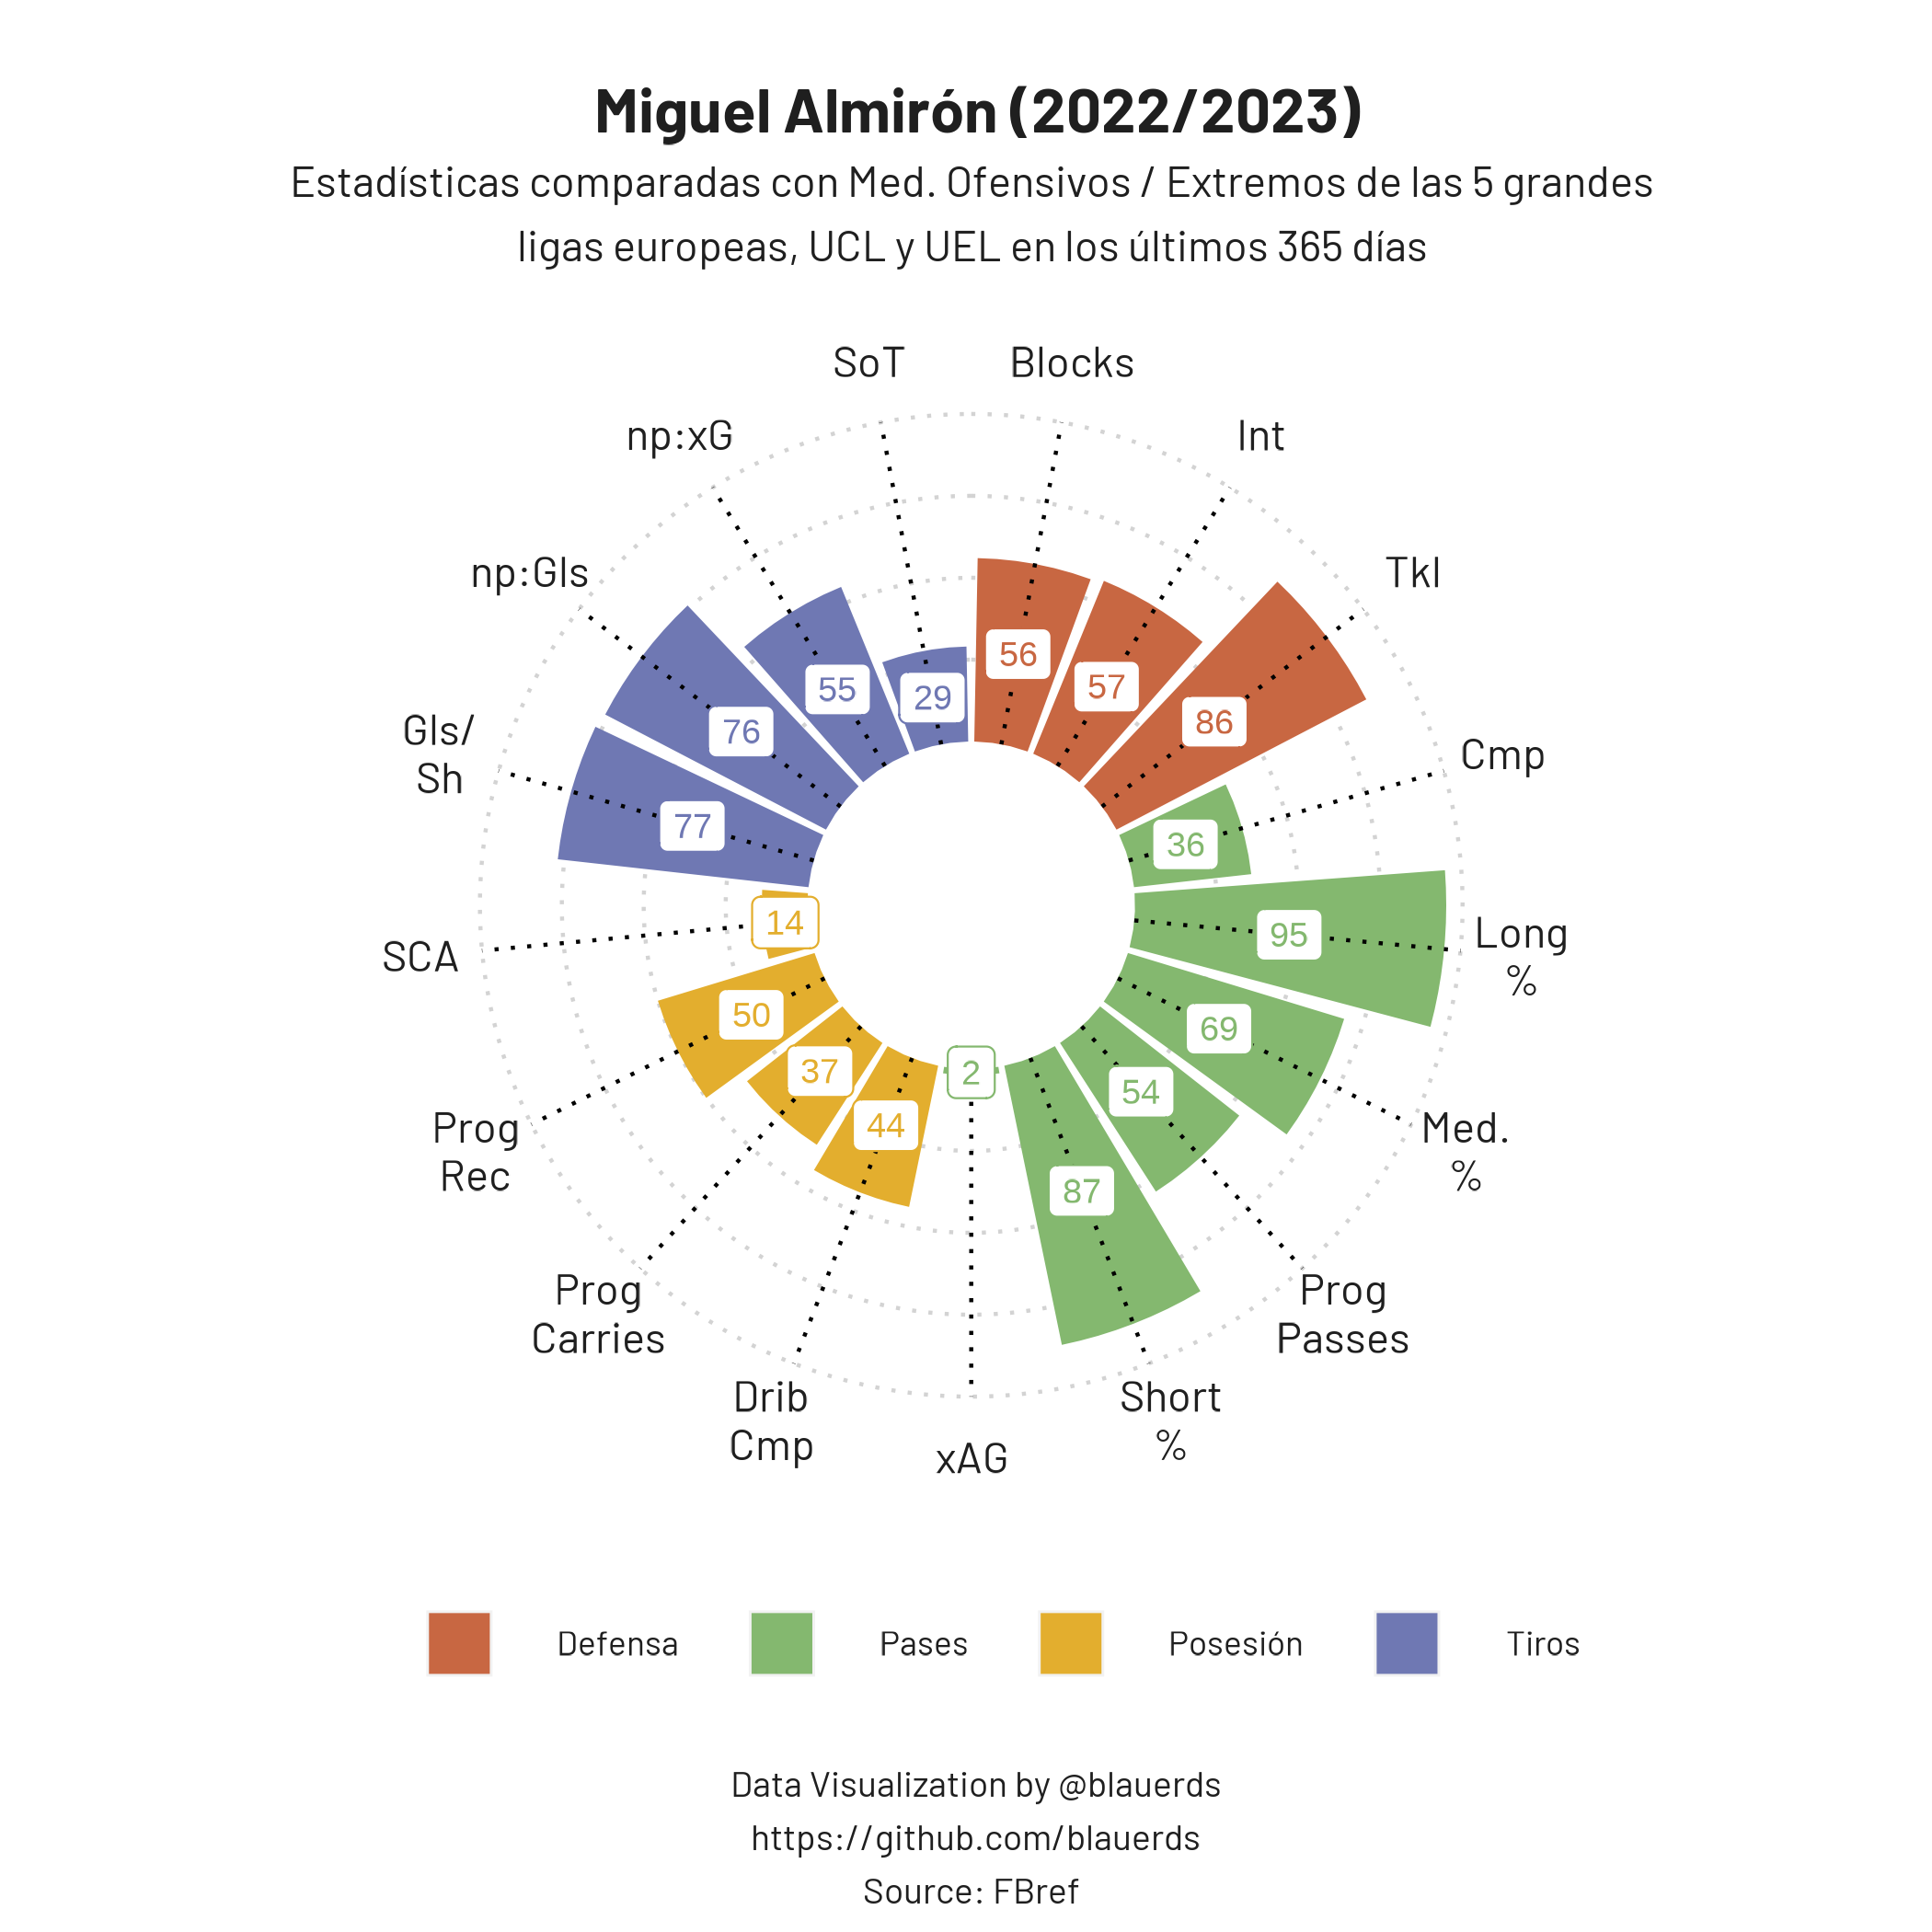 Miguel Almirón (2022/2023)
Estadísticas comparadas con Med. Ofensivos / Extremos de las 5 grandes
ligas europeas, UCL y UEL en los últimos 365 días
SoT
Blocks
np:xG
Int
np:Gls
Tkl
Gls/
Sh
Cmp
SCA
Long
%
Prog
Rec
Med.
%
Prog
Carries
Prog
Passes
Drib
Cmp
xAG
Short
%
56
57
86
36
95
69
54
87
2
44
37
50
14
77
76
55
29
Defensa
Pases
Posesión
Tiros
Data Visualization by @blauerds
https://github.com/blauerds
Source: FBref